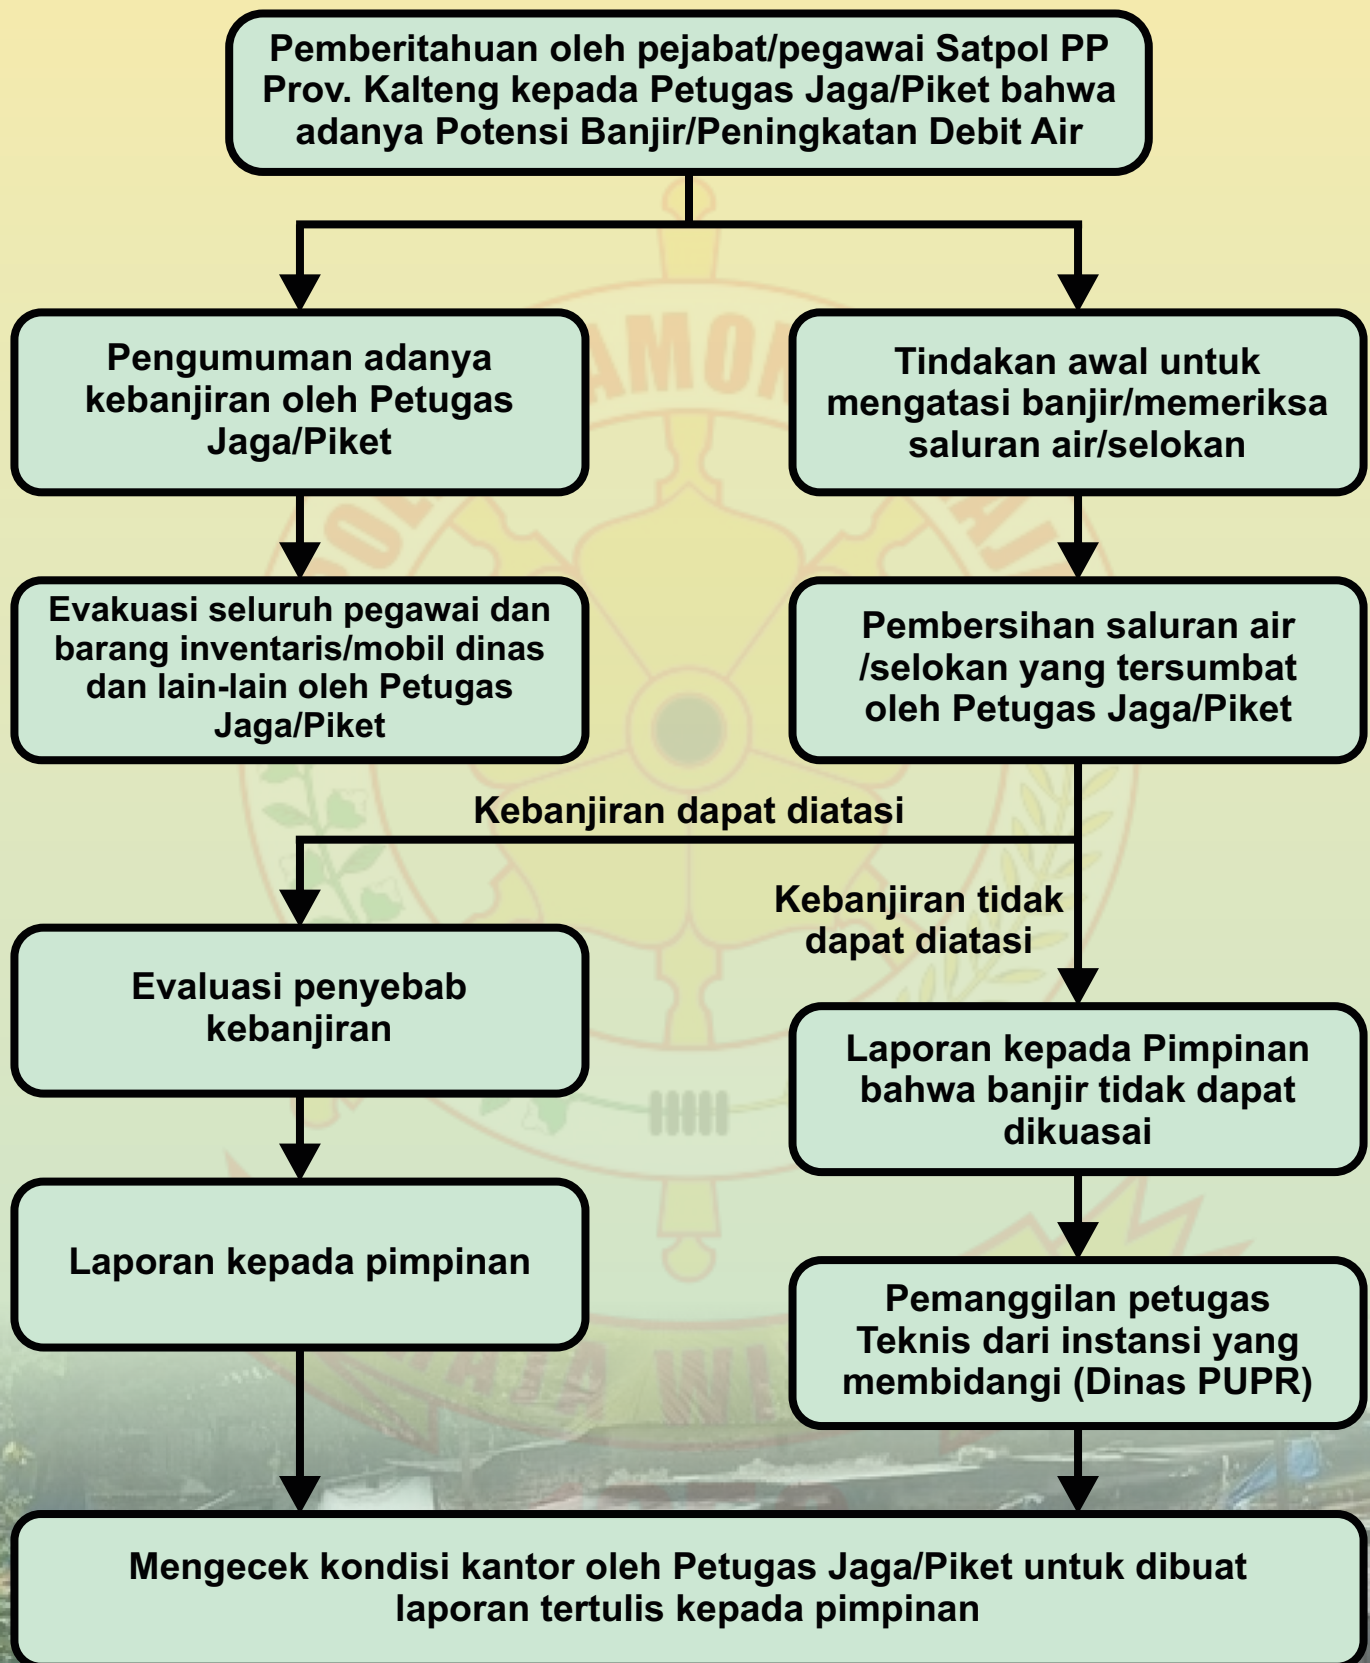 Pemberitahuan oleh pejabat/pegawai Satpol PP
Prov. Kalteng kepada Petugas Jaga/Piket bahwa
adanya Potensi Banjir/Peningkatan Debit Air
Pengumuman adanya
kebanjiran oleh Petugas
Jaga/Piket
Tindakan awal untuk
mengatasi banjir/memeriksa
saluran air/selokan
Evakuasi seluruh pegawai dan
barang inventaris/mobil dinas
dan lain-lain oleh Petugas
Jaga/Piket
Pembersihan saluran air
/selokan yang tersumbat
oleh Petugas Jaga/Piket
Kebanjiran dapat diatasi
Kebanjiran tidak
dapat diatasi
Evaluasi penyebab
kebanjiran
Laporan kepada Pimpinan
bahwa banjir tidak dapat
dikuasai
Laporan kepada pimpinan
Pemanggilan petugas
Teknis dari instansi yang
membidangi (Dinas PUPR)
Mengecek kondisi kantor oleh Petugas Jaga/Piket untuk dibuat
laporan tertulis kepada pimpinan